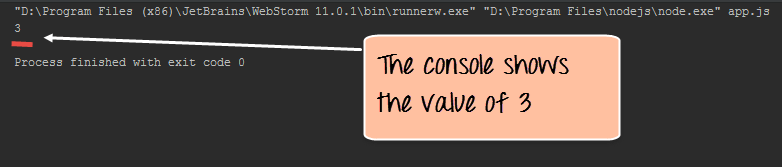 "D:\Program Files (x86)\JetBrains\WebStorm 11.0.1\bin\runnerw.exe" "D:\Program Files\nodejs\node.exe" app.js
3
Process finished with exit code 0
The console shows
the value of 3